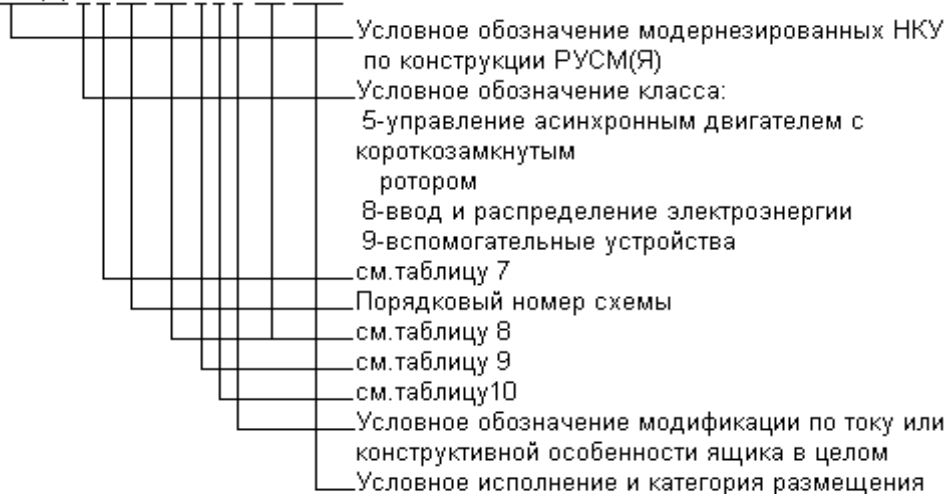 Условное обозначение модернезированных НКУ
по конструкции РУСМ(Я)
Условное обозначение класса:
5-управление асинхронным двигателем с
короткозамкнутым
ротором
8-ввод и распределение электроэнергии
9-вспомогательные устройства
см.таблицу 7
Порядковый номер схемы
см.таблицу 8
см.таблицу 9
см.таблицу10
Условное обозначение модификации по току или
конструктивной особенности ящика в целом
Условное исполнение и категория размещения